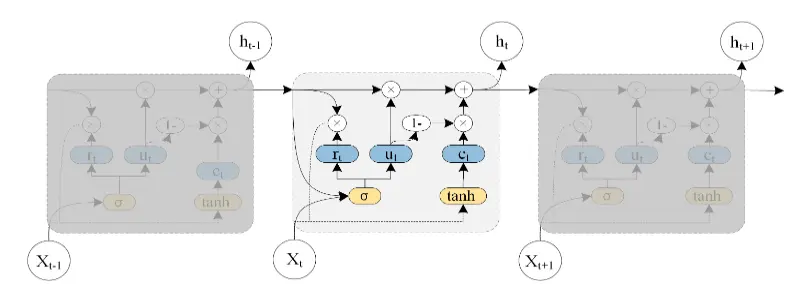 h_{t-1} h_t h_{t+1}
× + × + × +
× 1- × × 1- × × 1- ×
r_t u_t r_t u_t c_t r_t u_t c_t
c_t
σ tanh σ tanh σ tanh
X_{t-1} X_t X_{t+1}